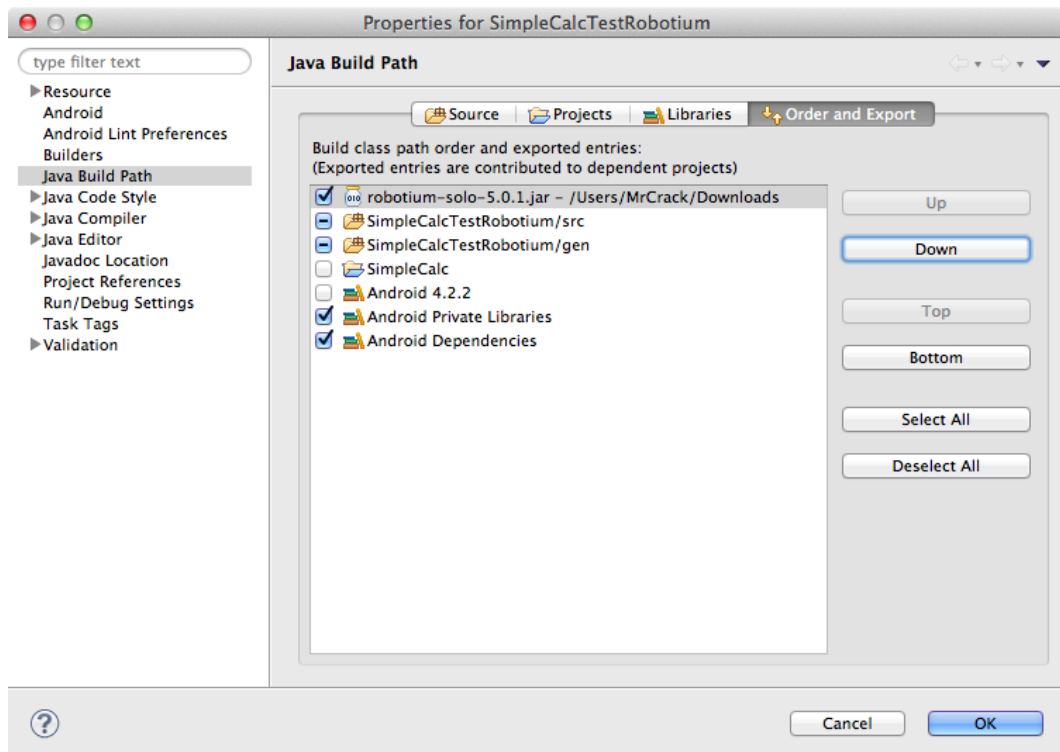 Properties for SimpleCalcTestRobotium
type filter text
Resource
Android
Android Lint Preferences
Builders
Java Build Path
Java Code Style
Java Compiler
Java Editor
Javadoc Location
Project References
Run/Debug Settings
Task Tags
Validation
Java Build Path
Source
Projects
Libraries
Order and Export
Build class path order and exported entries:
(Exported entries are contributed to dependent projects)
robotium-solo-5.0.1.jar – /Users/MrCrack/Downloads
SimpleCalcTestRobotium/src
SimpleCalcTestRobotium/gen
SimpleCalc
Android 4.2.2
Android Private Libraries
Android Dependencies
Up
Down
Top
Bottom
Select All
Deselect All
?
Cancel
OK